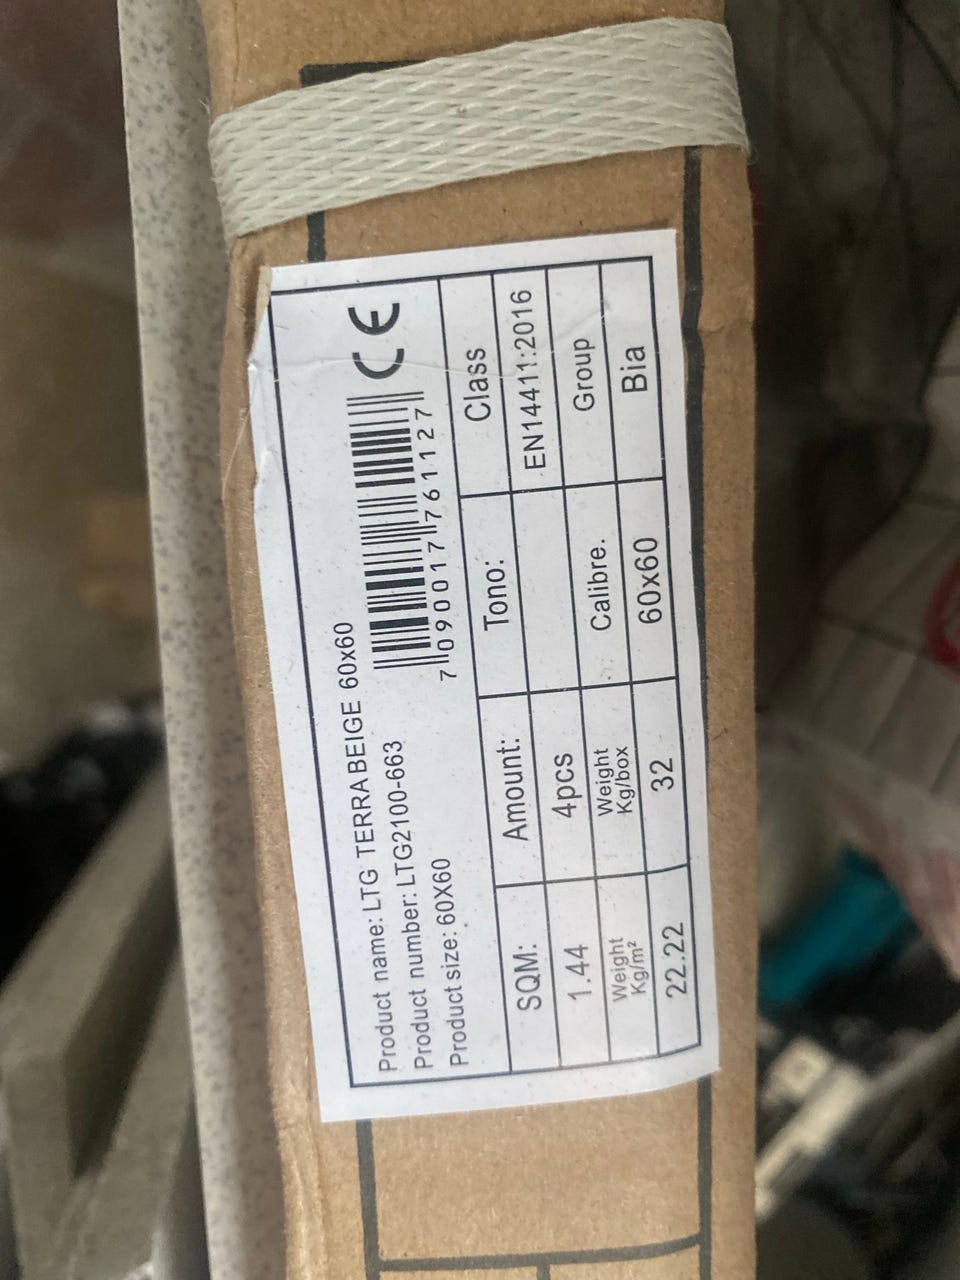 Product name: LTG TERRA BEIGE 60x60
Product number: LTG2100-663
Product size: 60X60
7 090017 761127
CE
SQM: Amount: Tono: Class
1.44 4pcs EN14411:2016
Weight Kg/m² Weight Kg/box Calibre. Group
22.22 32 60x60 Bia